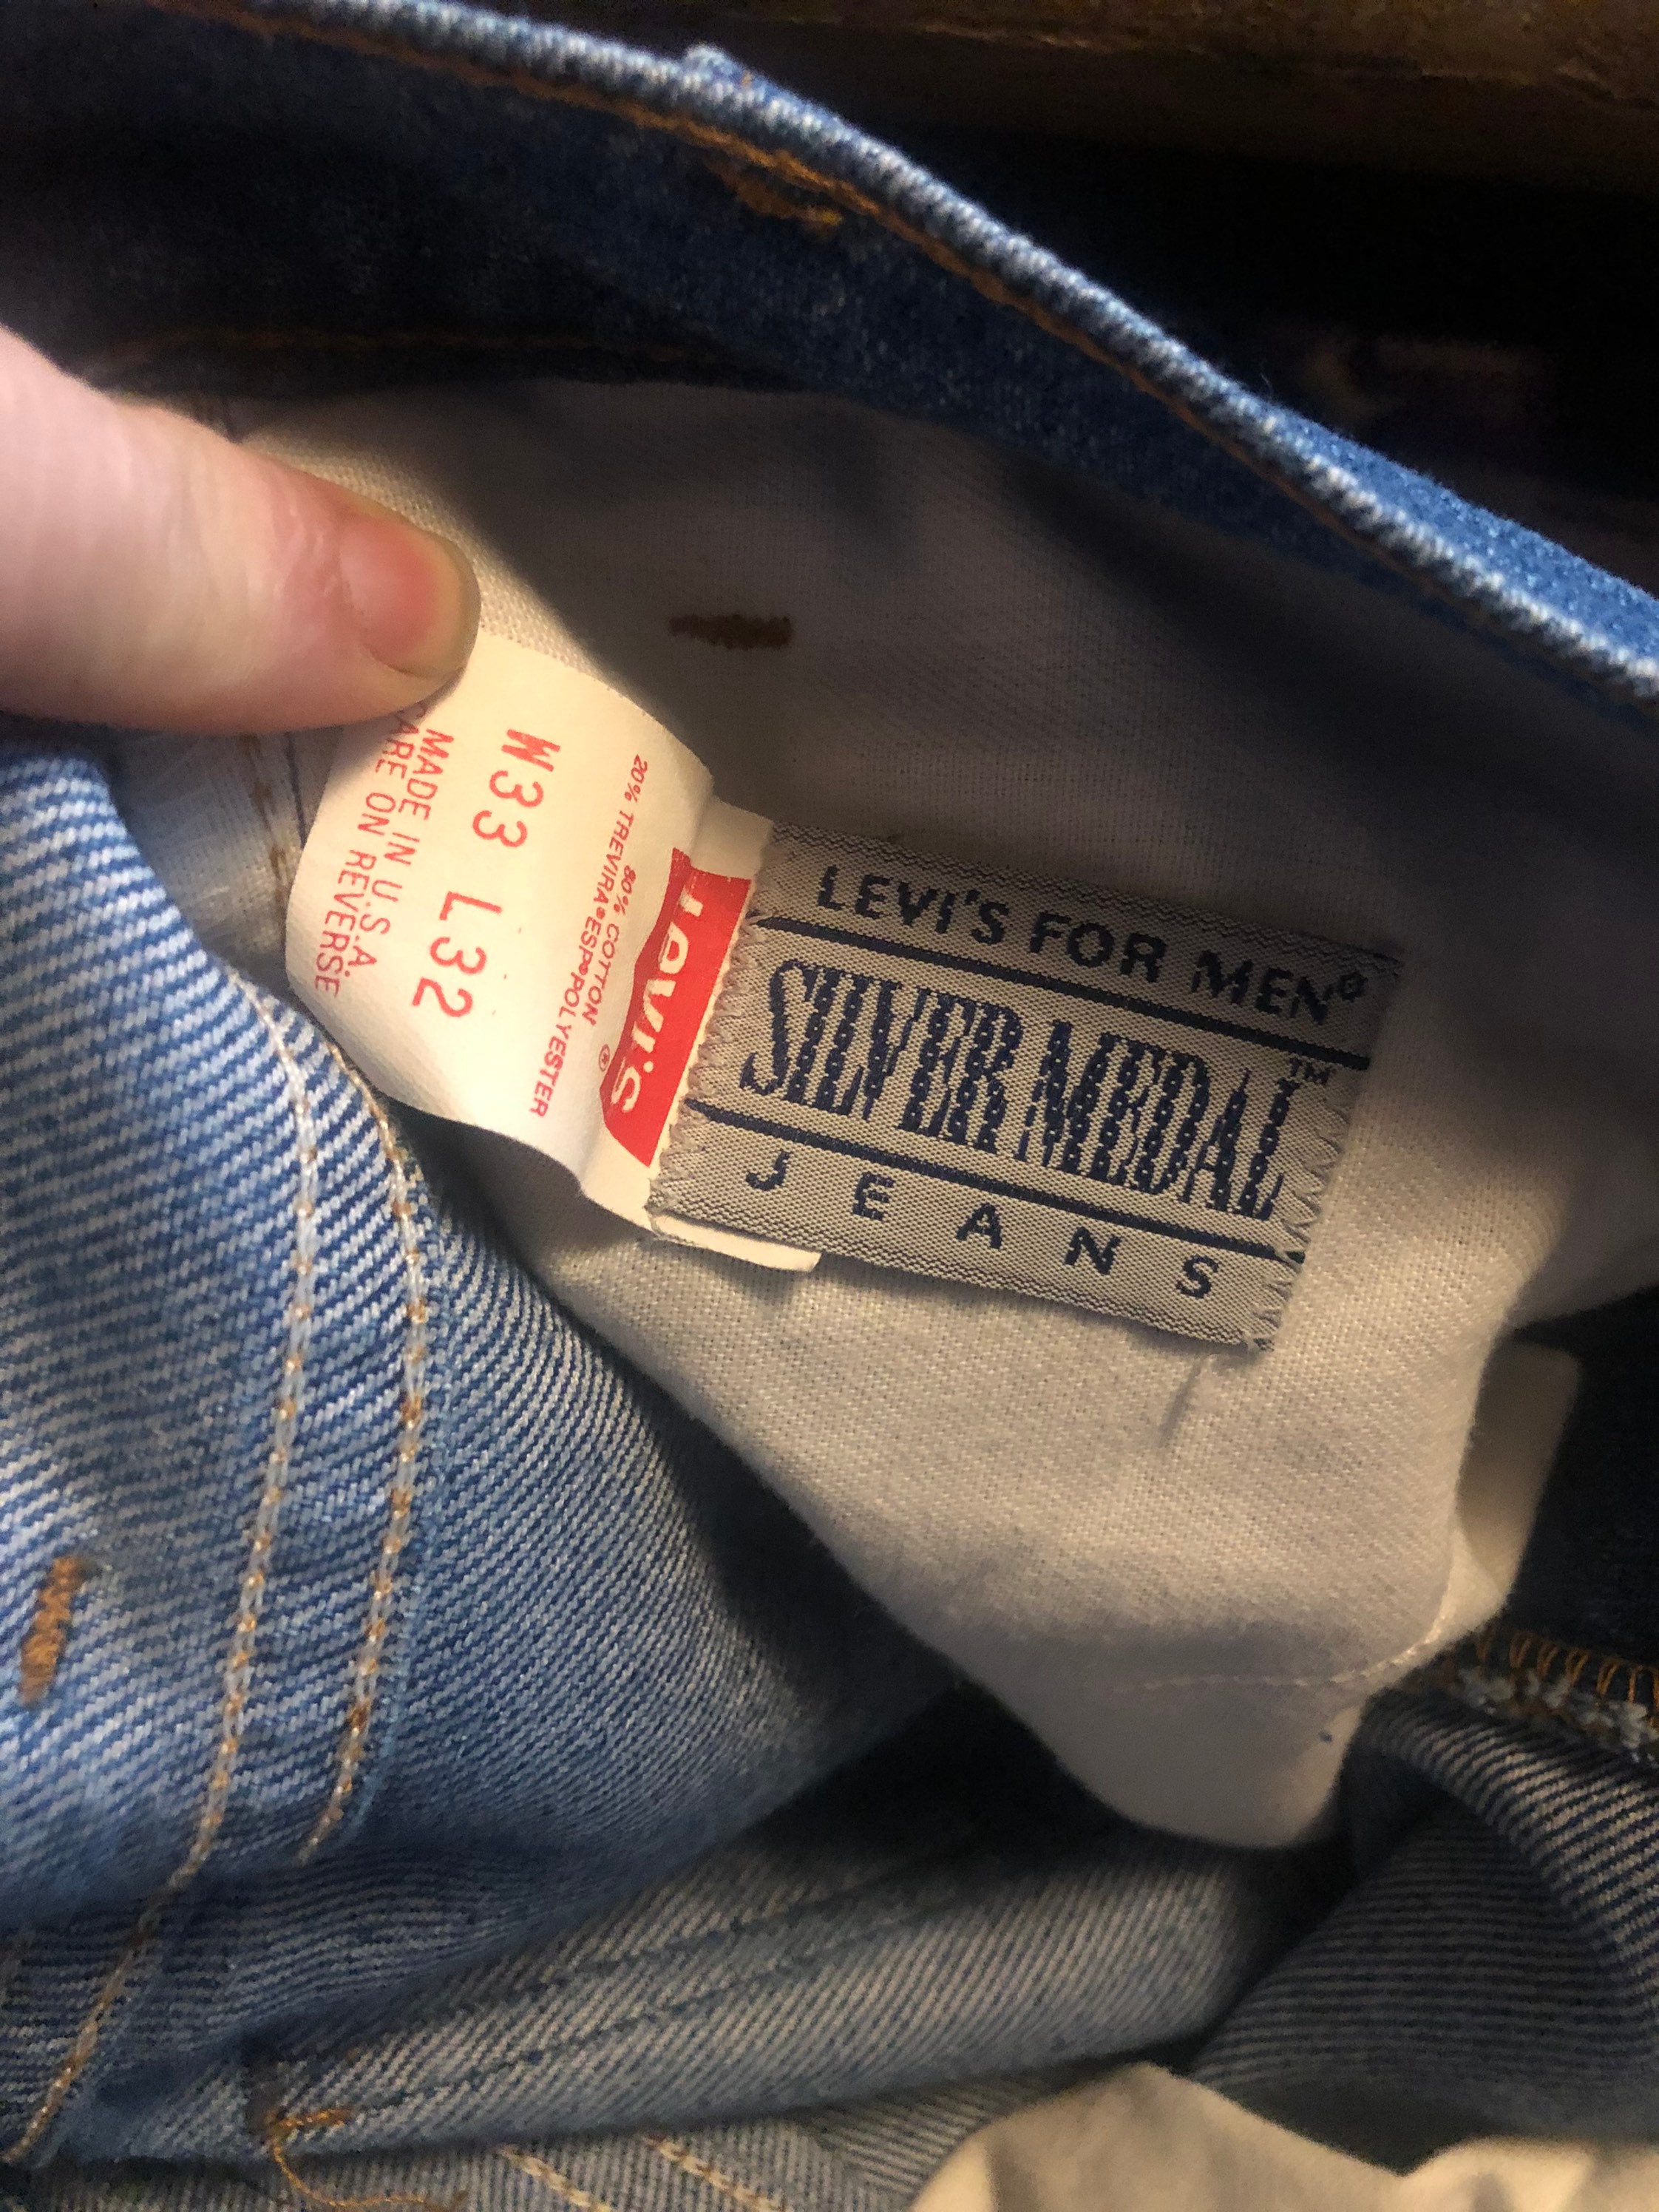 LEVI'S FOR MEN®
SILVER MEDAL™
JEANS
LEVI'S®
80% COTTON
20% TREVIRA® ESP® POLYESTER
W33 L32
MADE IN U.S.A.
CARE ON REVERSE